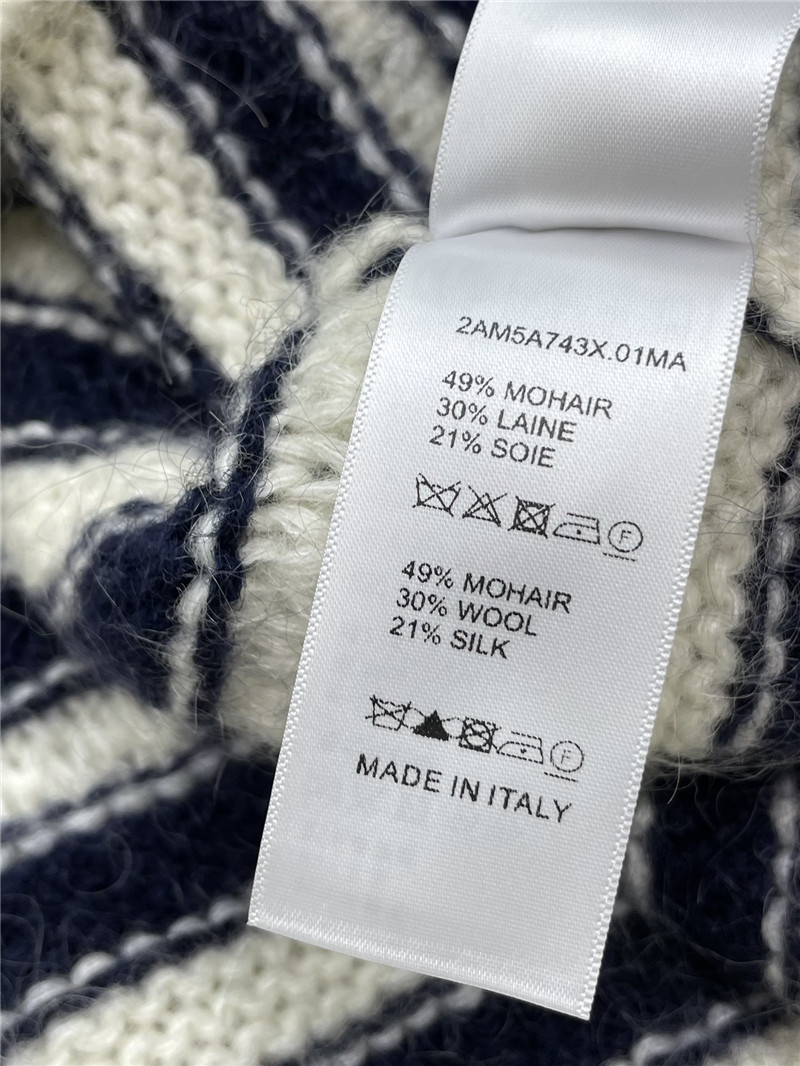 2AM5A743X.01MA
49% MOHAIR
30% LAINE
21% SOIE
F
49% MOHAIR
30% WOOL
21% SILK
F
MADE IN ITALY